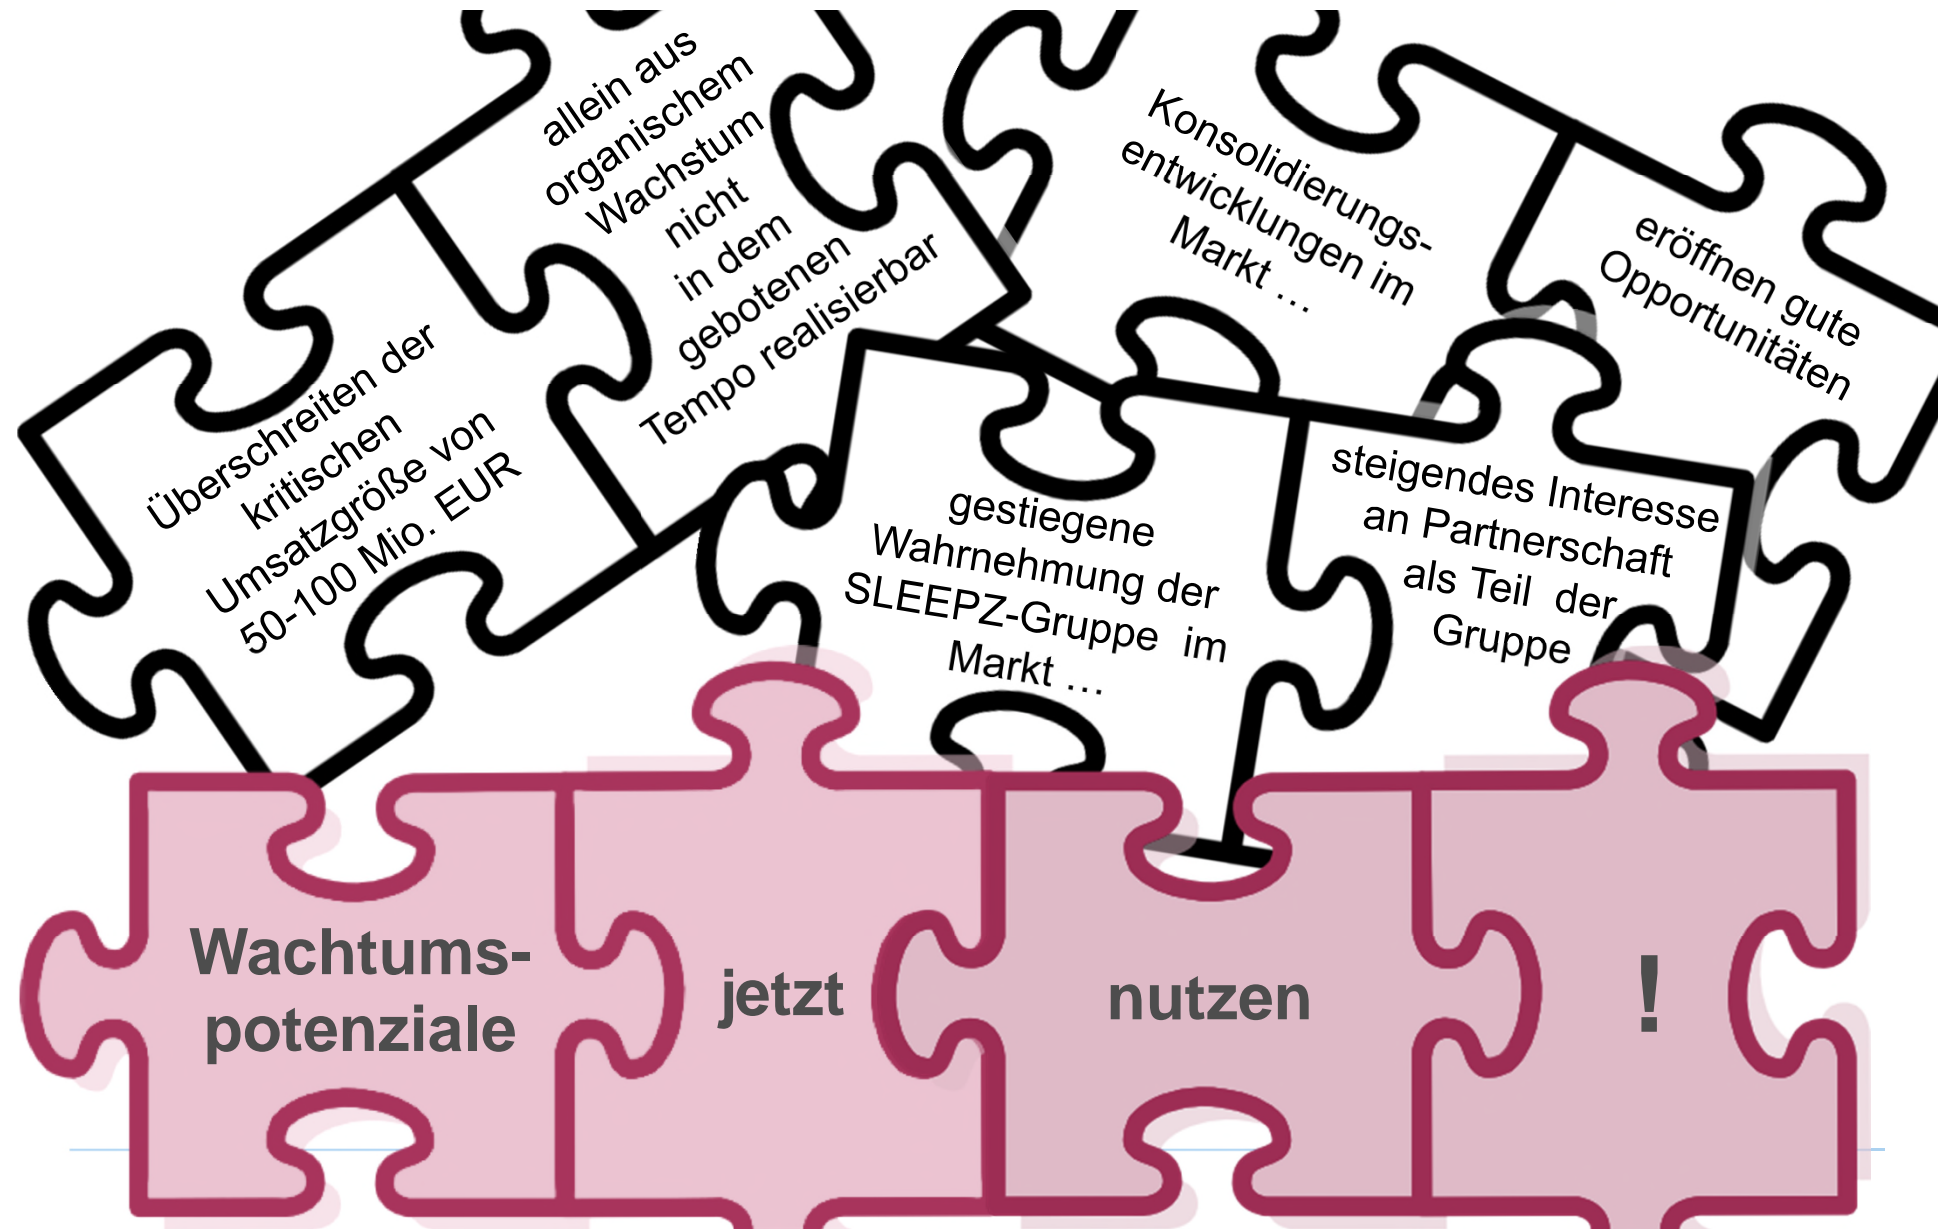 Überschreiten der
kritischen
Umsatzgröße von
50-100 Mio. EUR
allein aus
organischem
Wachstum
nicht
in dem
gebotenen
Tempo realisierbar
Konsolidierungs-
entwicklungen im
Markt …
eröffnen gute
Opportunitäten
gestiegene
Wahrnehmung der
SLEEPZ-Gruppe im
Markt …
steigendes Interesse
an Partnerschaft
als Teil der
Gruppe
Wachtums-
potenziale
jetzt
nutzen
!